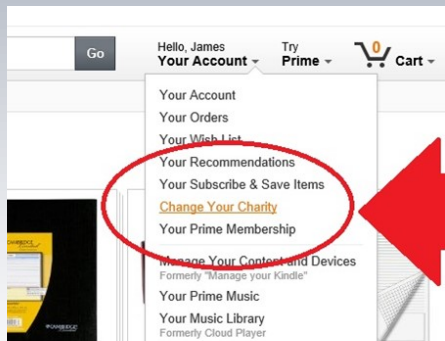 Go
Hello, James
Your Account
Try
Prime
0
Cart
Your Account
Your Orders
Your Wish List
Your Recommendations
Your Subscribe & Save Items
Change Your Charity
Your Prime Membership
Manage Your Content and Devices
Formerly "Manage your Kindle"
Your Prime Music
Your Music Library
Formerly Cloud Player
CAMBRIDGE